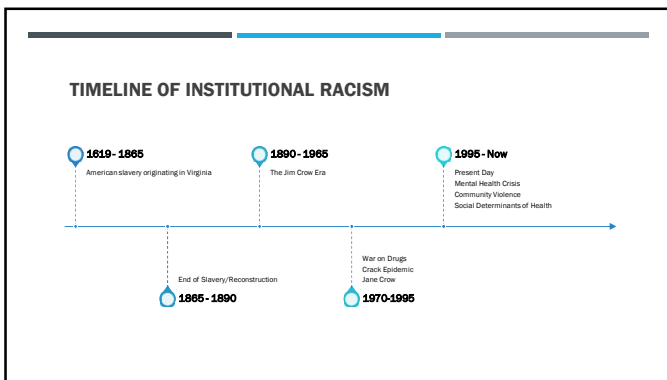 TIMELINE OF INSTITUTIONAL RACISM
1619 - 1865
American slavery originating in Virginia
1890 - 1965
The Jim Crow Era
1995 - Now
Present Day
Mental Health Crisis
Community Violence
Social Determinants of Health
End of Slavery/Reconstruction
1865 - 1890
War on Drugs
Crack Epidemic
Jane Crow
1970-1995